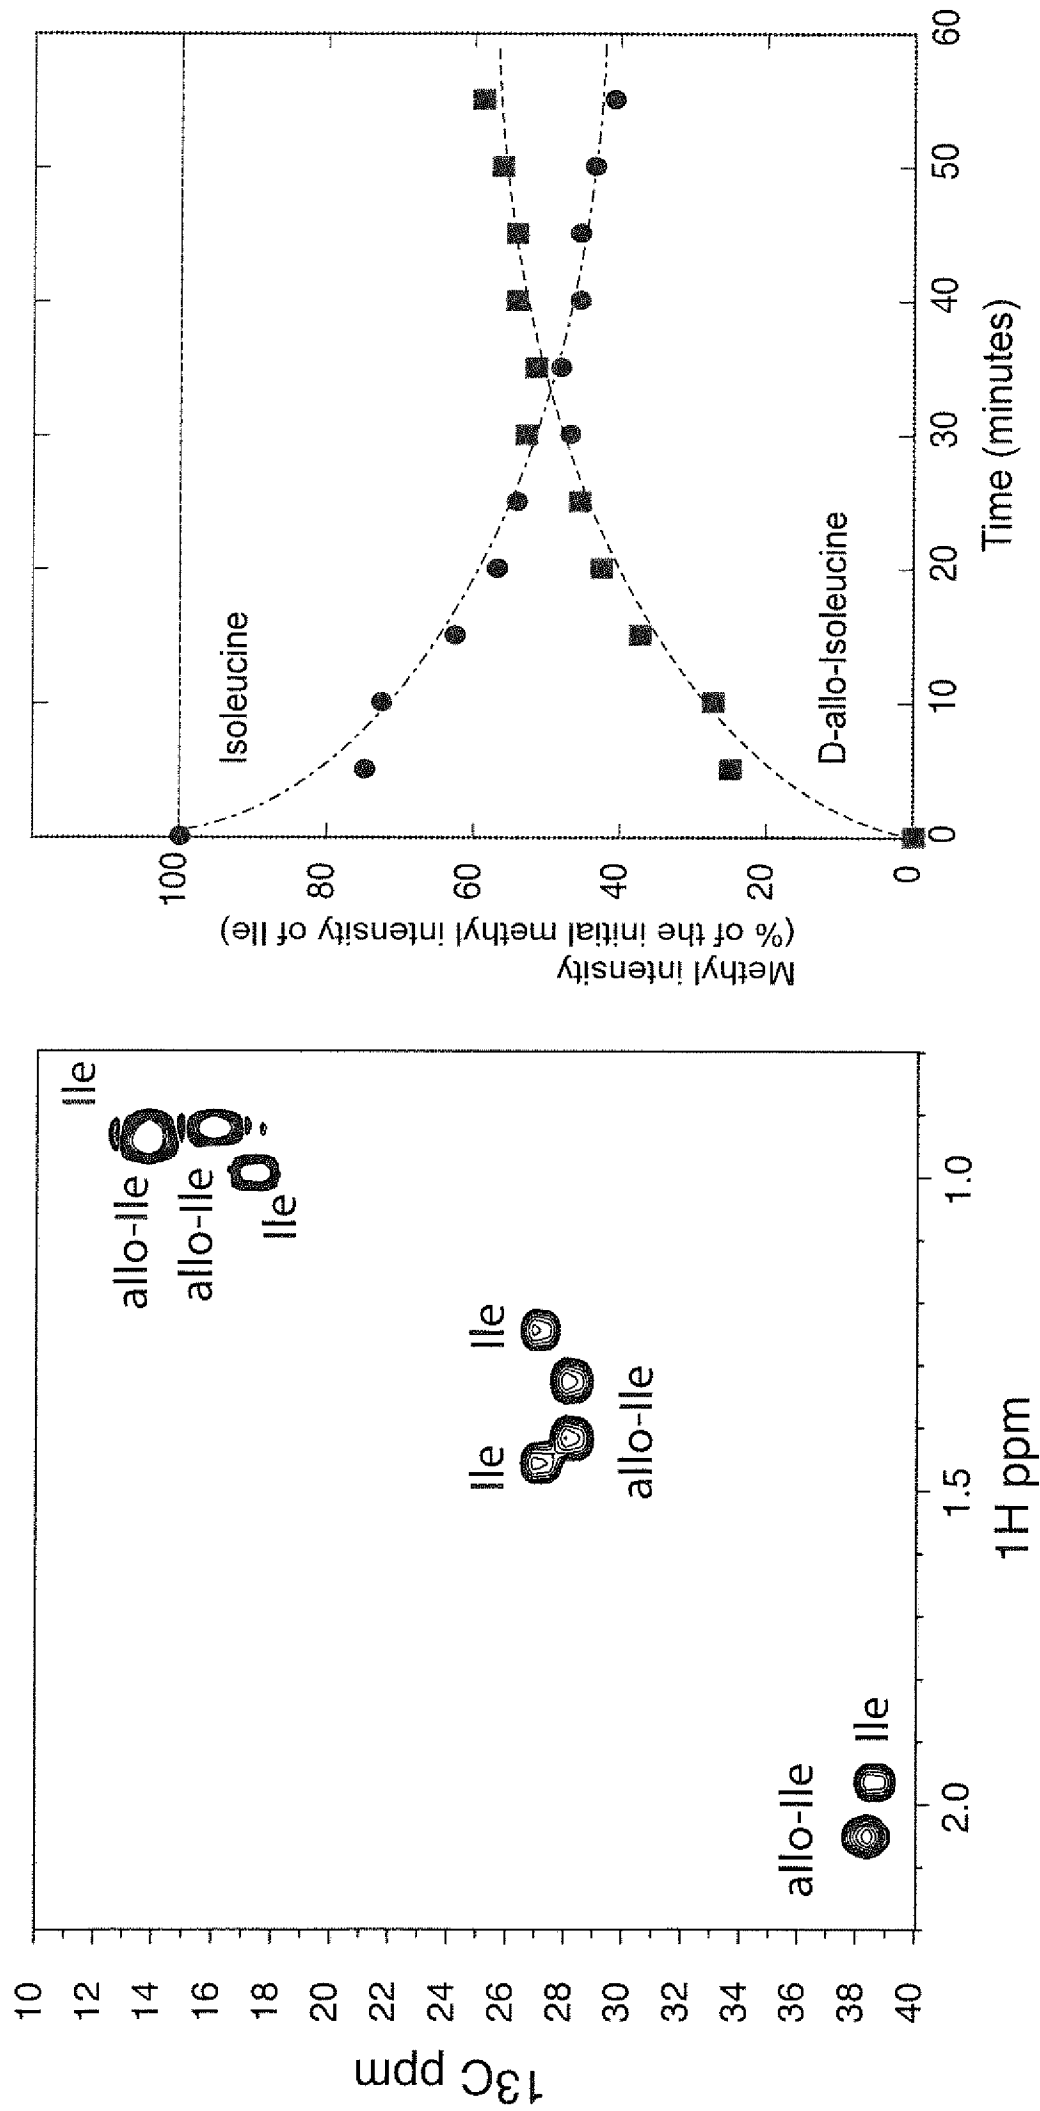 10
12
14
16
18
20
22
24
26
28
30
32
34
36
38
40
13C ppm
2.0
1.5
1.0
1H ppm
Ile
allo-Ile
allo-Ile
Ile
Ile
Ile
allo-Ile
allo-Ile
Ile
Methyl intensity
(% of the initial methyl intensity of Ile)
100
80
60
40
20
0
Isoleucine
D-allo-Isoleucine
0
10
20
30
40
50
60
Time (minutes)